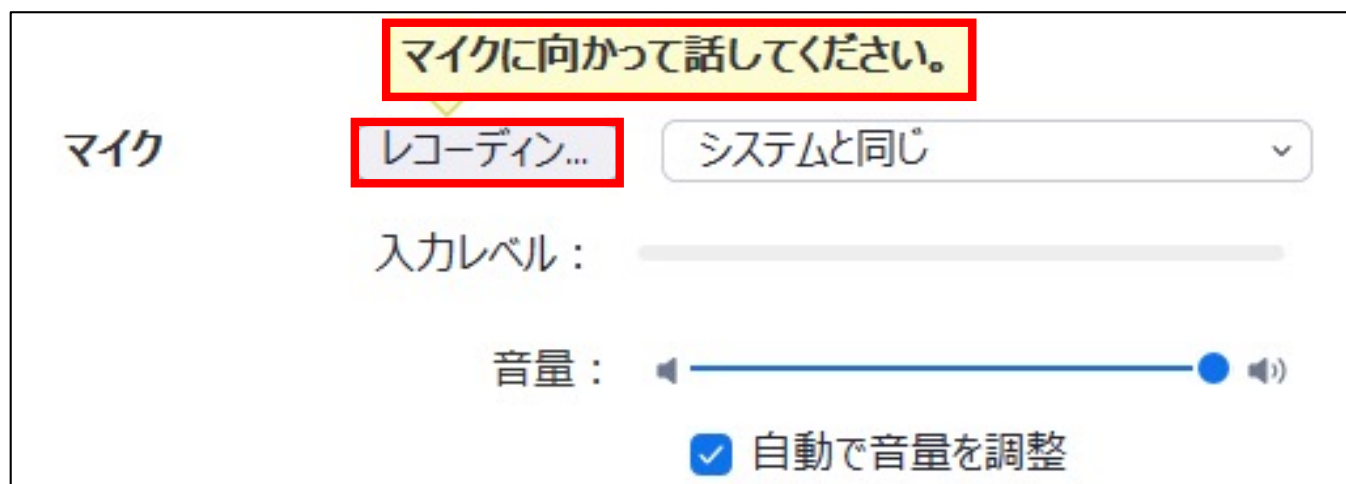 マイクに向かって話してください。
マイク
レコーディン...
システムと同じ
入力レベル：
音量：
自動で音量を調整